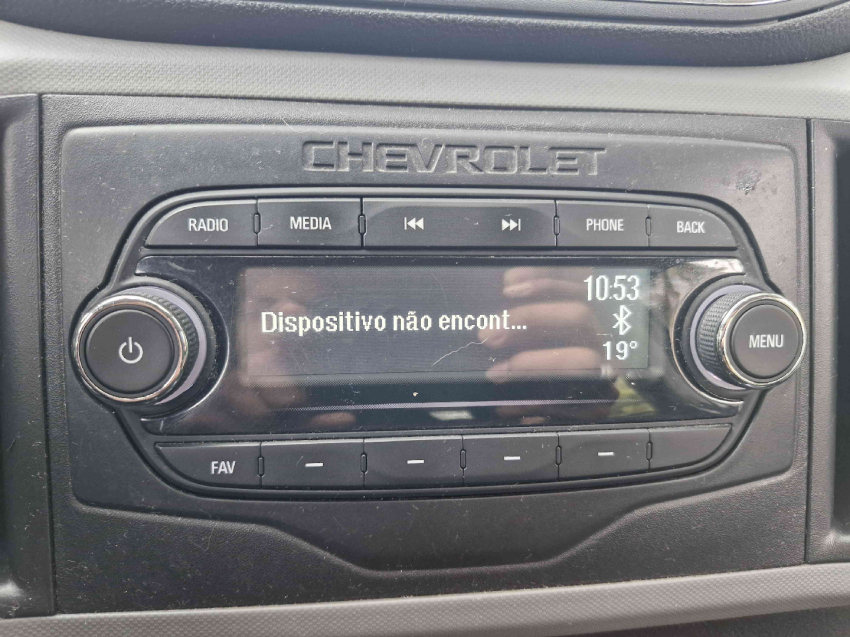 CHEVROLET
RADIO MEDIA PHONE BACK
10:53
Dispositivo não encont...
19°
MENU
FAV